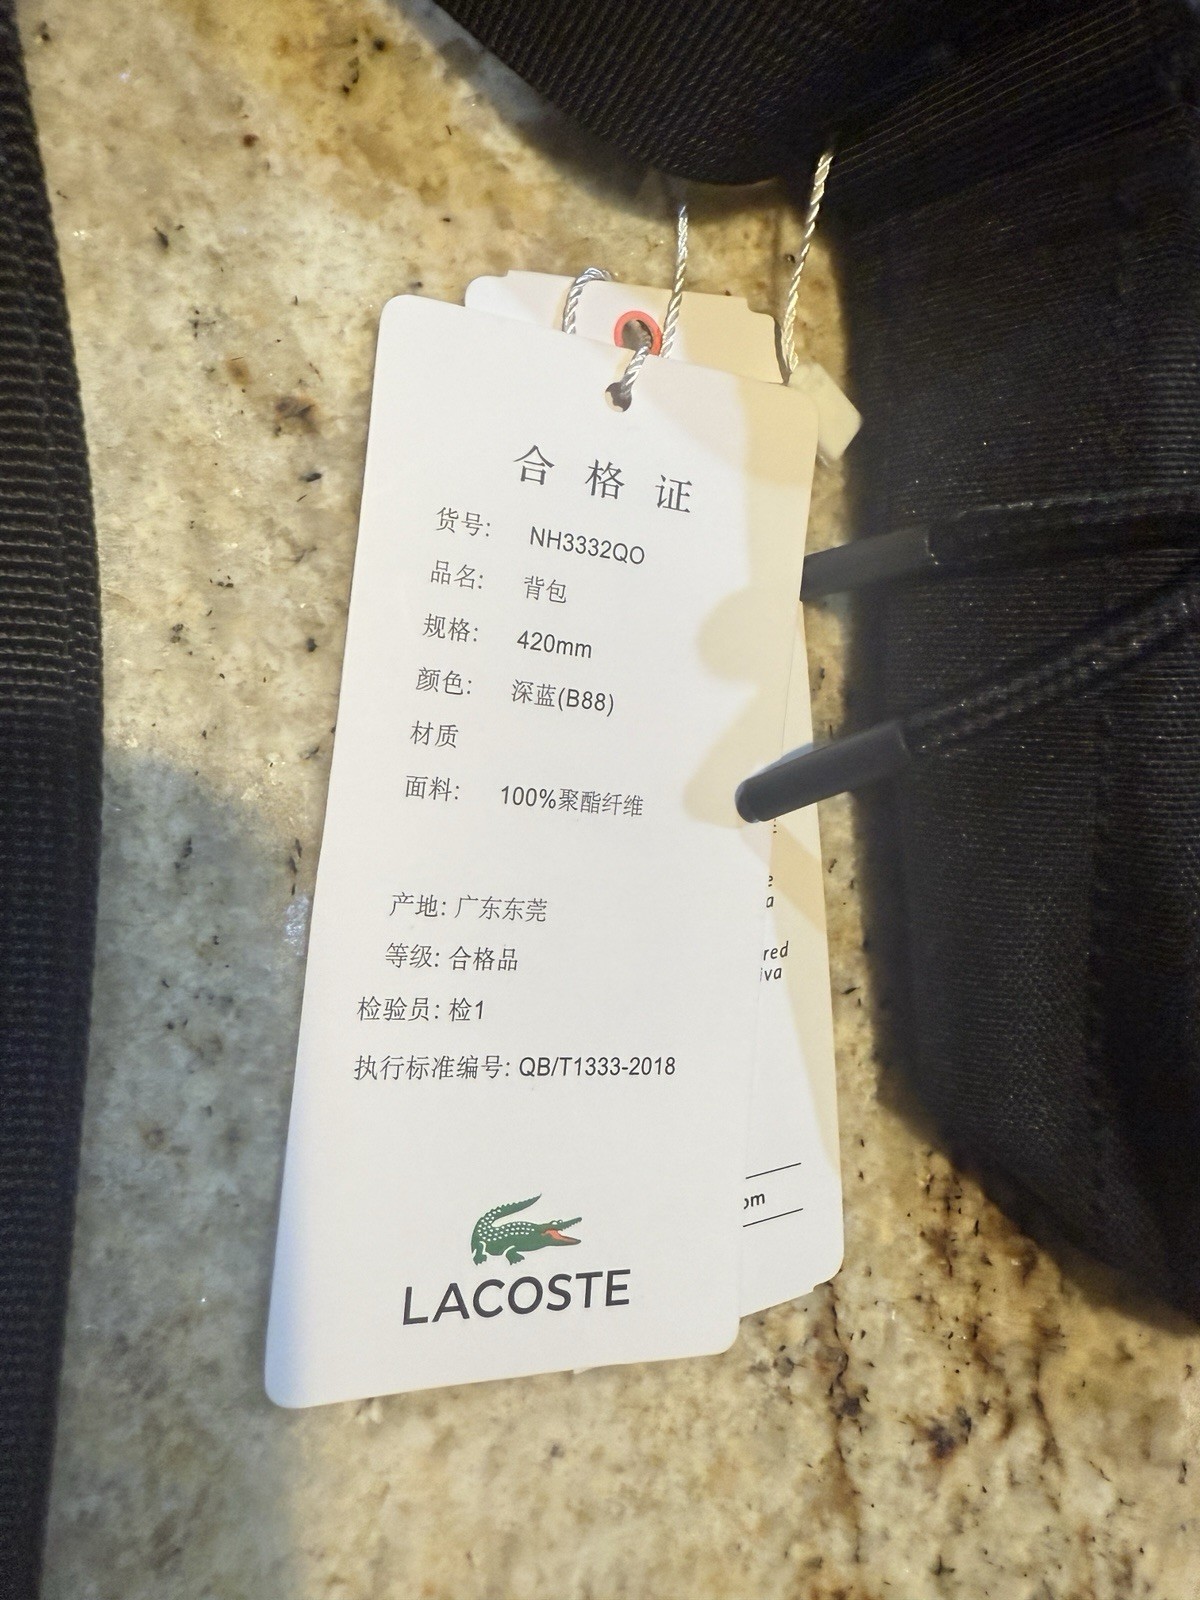 合格证
货号: NH3332QO
品名: 背包
规格: 420mm
颜色: 深蓝(B88)
材质
面料: 100%聚酯纤维
产地: 广东东莞
等级: 合格品
检验员: 检1
执行标准编号: QB/T1333-2018
LACOSTE